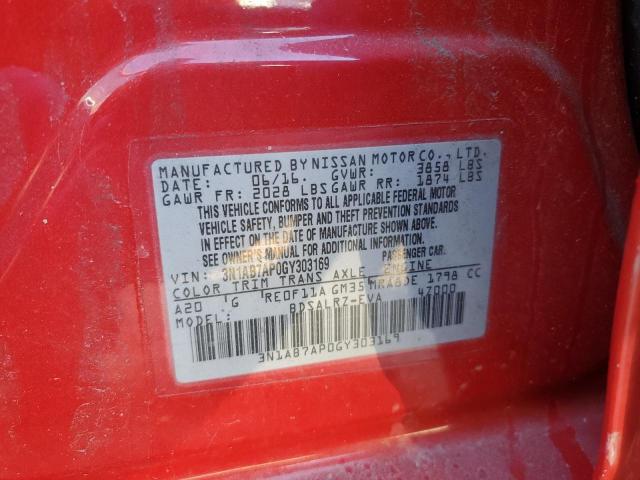 MANUFACTURED BY NISSAN MOTOR CO., LTD.
DATE: 06/16. GVWR: 3858 LBS
GAWR FR: 2028 LBS GAWR RR: 1874 LBS
THIS VEHICLE CONFORMS TO ALL APPLICABLE FEDERAL MOTOR
VEHICLE SAFETY, BUMPER AND THEFT PREVENTION STANDARDS
IN EFFECT ON THE DATE OF MANUFACTURE SHOWN ABOVE.
SEE OWNER'S MANUAL FOR ADDITIONAL INFORMATION.
VIN: 3N1AB7AP0GY303169 PASSENGER CAR.
COLOR TRIM TRANS AXLE ENGINE
A20 G RE0F11A GM35 MRA8DE 1798 CC
MODEL: BDSALRZ-EVA 47000
3N1AB7AP0GY303169